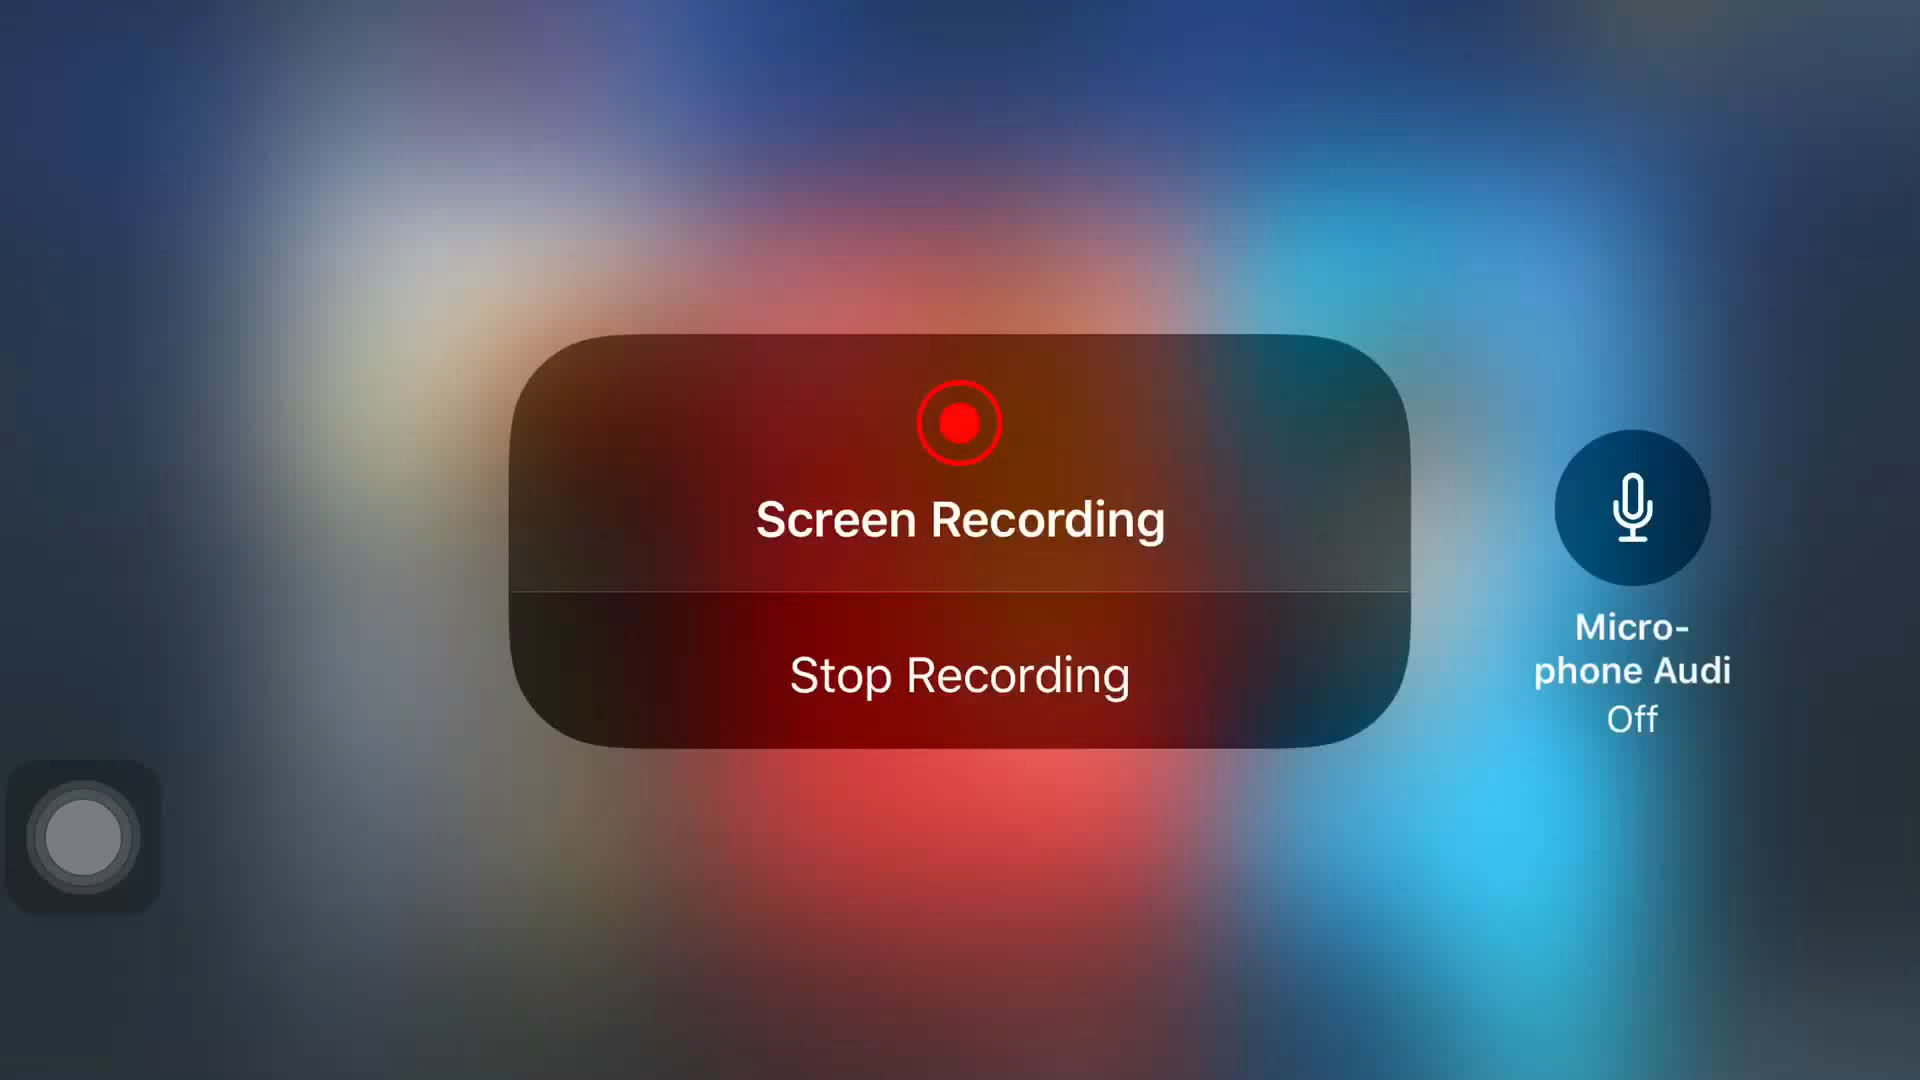 Screen Recording
Stop Recording
Micro-
phone Audi
Off